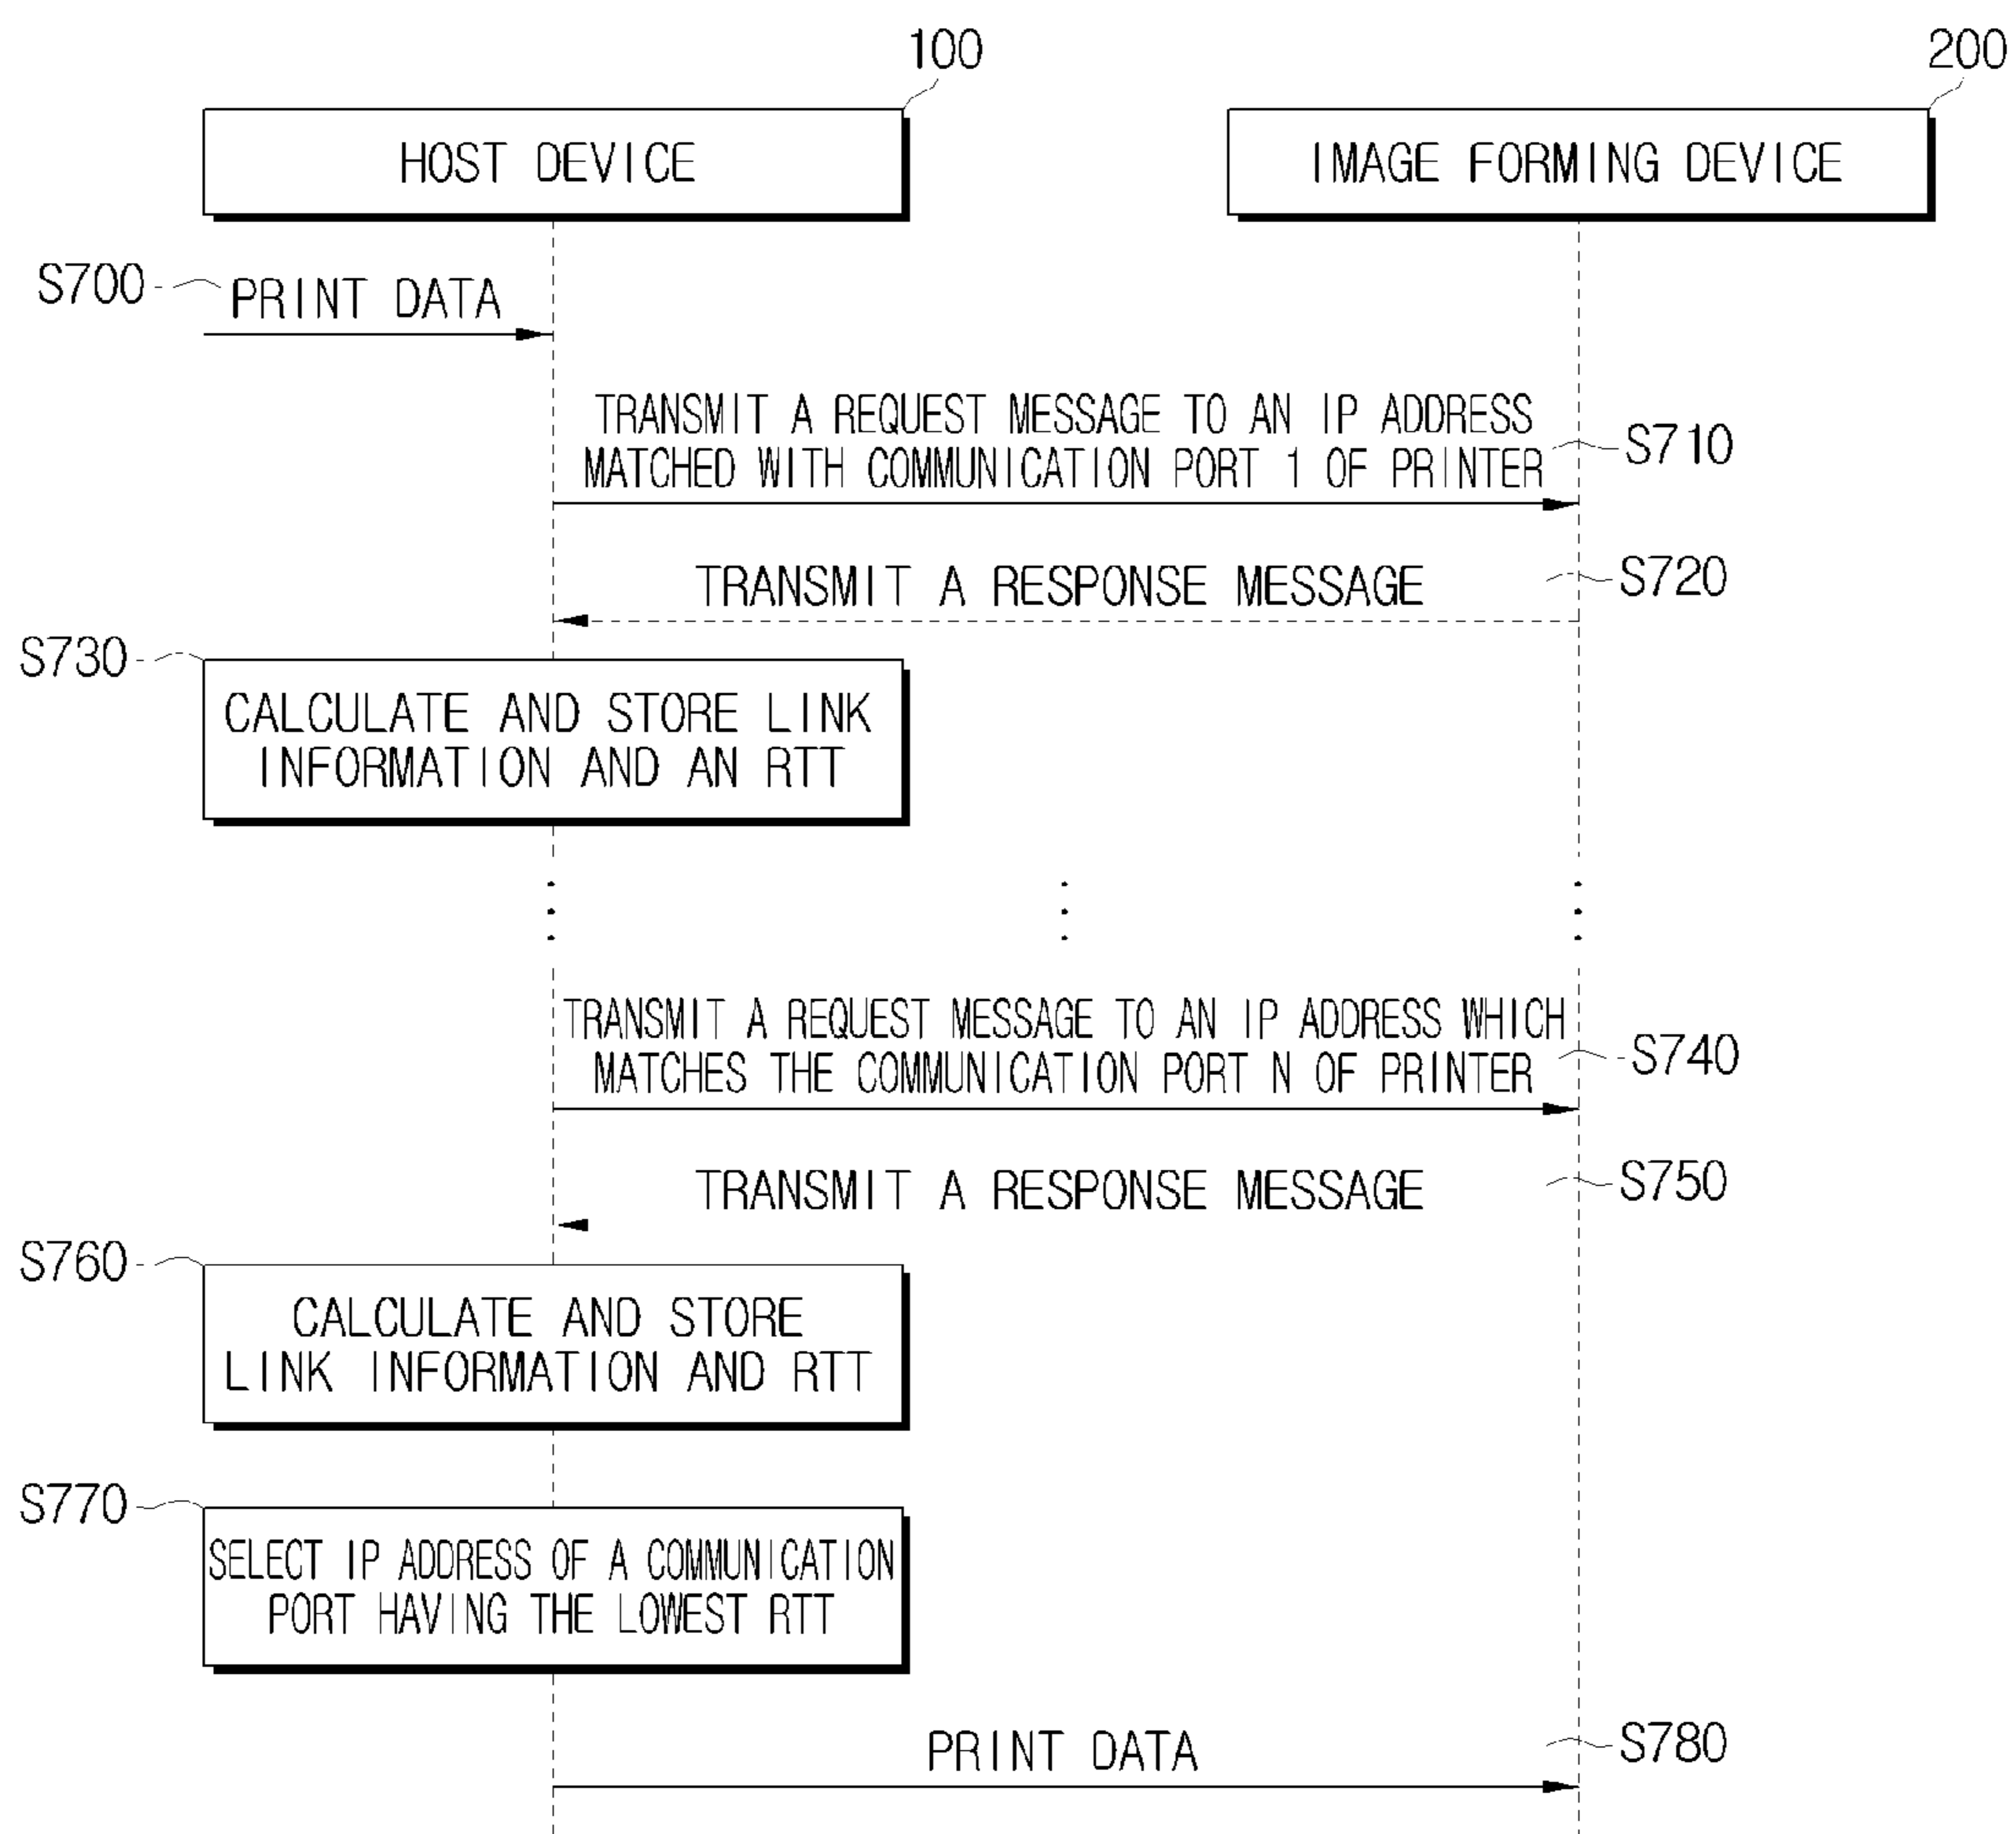 100
200
HOST DEVICE
IMAGE FORMING DEVICE
S700
PRINT DATA
TRANSMIT A REQUEST MESSAGE TO AN IP ADDRESS
MATCHED WITH COMMUNICATION PORT 1 OF PRINTER
S710
TRANSMIT A RESPONSE MESSAGE
S720
S730
CALCULATE AND STORE LINK
INFORMATION AND AN RTT
TRANSMIT A REQUEST MESSAGE TO AN IP ADDRESS WHICH
MATCHES THE COMMUNICATION PORT N OF PRINTER
S740
TRANSMIT A RESPONSE MESSAGE
S750
S760
CALCULATE AND STORE
LINK INFORMATION AND RTT
S770
SELECT IP ADDRESS OF A COMMUNICATION
PORT HAVING THE LOWEST RTT
PRINT DATA
S780